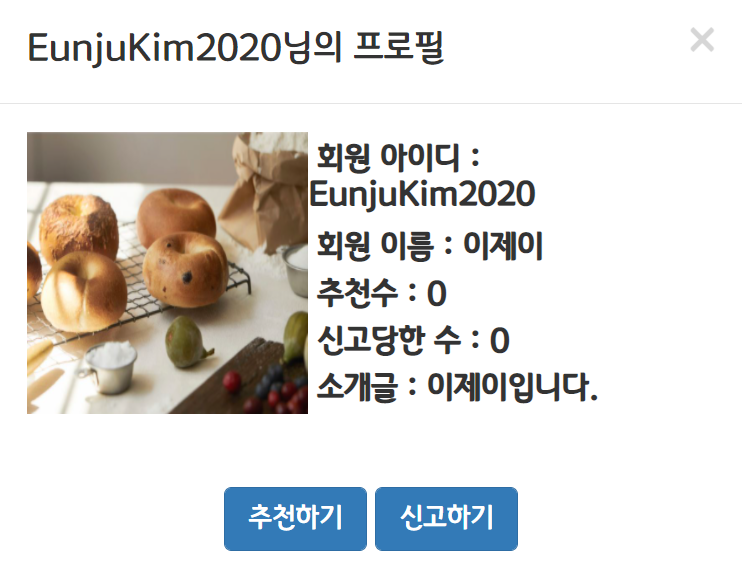 EunjuKim2020님의 프로필
×
회원 아이디 :
EunjuKim2020
회원 이름 : 이제이
추천수 : 0
신고당한 수 : 0
소개글 : 이제이입니다.
추천하기 신고하기